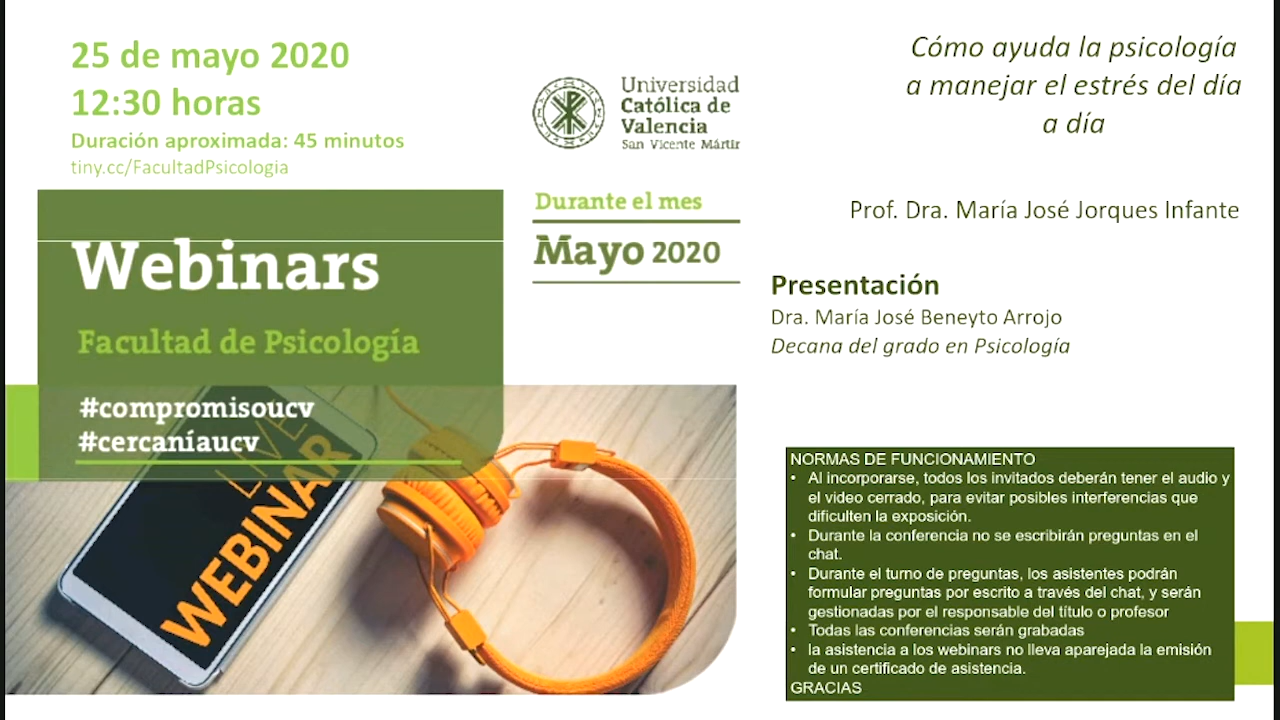 25 de mayo 2020
12:30 horas
Duración aproximada: 45 minutos
tiny.cc/FacultadPsicologia
Universidad
Católica de
Valencia
San Vicente Mártir
Durante el mes
Mayo 2020
Webinars
Facultad de Psicología
#compromisoucv
#cercaníaucv
LIVE
WEBINAR
Cómo ayuda la psicología
a manejar el estrés del día
a día
Prof. Dra. María José Jorques Infante
Presentación
Dra. María José Beneyto Arrojo
Decana del grado en Psicología
NORMAS DE FUNCIONAMIENTO
• Al incorporarse, todos los invitados deberán tener el audio y
el video cerrado, para evitar posibles interferencias que
dificulten la exposición.
• Durante la conferencia no se escribirán preguntas en el
chat.
• Durante el turno de preguntas, los asistentes podrán
formular preguntas por escrito a través del chat, y serán
gestionadas por el responsable del título o profesor
• Todas las conferencias serán grabadas
• la asistencia a los webinars no lleva aparejada la emisión
de un certificado de asistencia.
GRACIAS